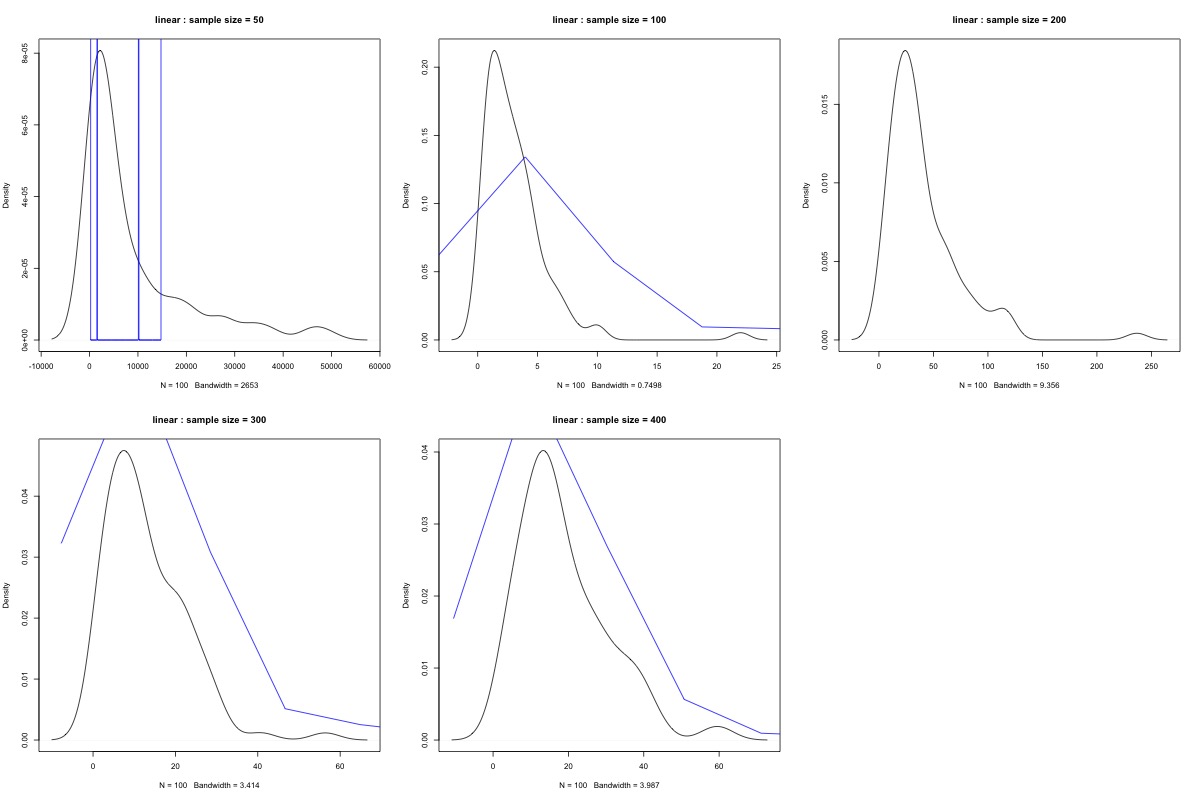 linear : sample size = 50
Density
0e+00 2e-05 4e-05 6e-05 8e-05
-10000 0 10000 20000 30000 40000 50000 60000
N = 100 Bandwidth = 2653
linear : sample size = 100
0.00 0.05 0.10 0.15 0.20
0 5 10 15 20 25
Density
N = 100 Bandwidth = 0.7498
linear : sample size = 200
Density
0.000 0.005 0.010 0.015
0 50 100 150 200 250
N = 100 Bandwidth = 9.356
linear : sample size = 300
Density
0.00 0.01 0.02 0.03 0.04
0 20 40 60
N = 100 Bandwidth = 3.414
linear : sample size = 400
Density
0.00 0.01 0.02 0.03 0.04
0 20 40 60
N = 100 Bandwidth = 3.987